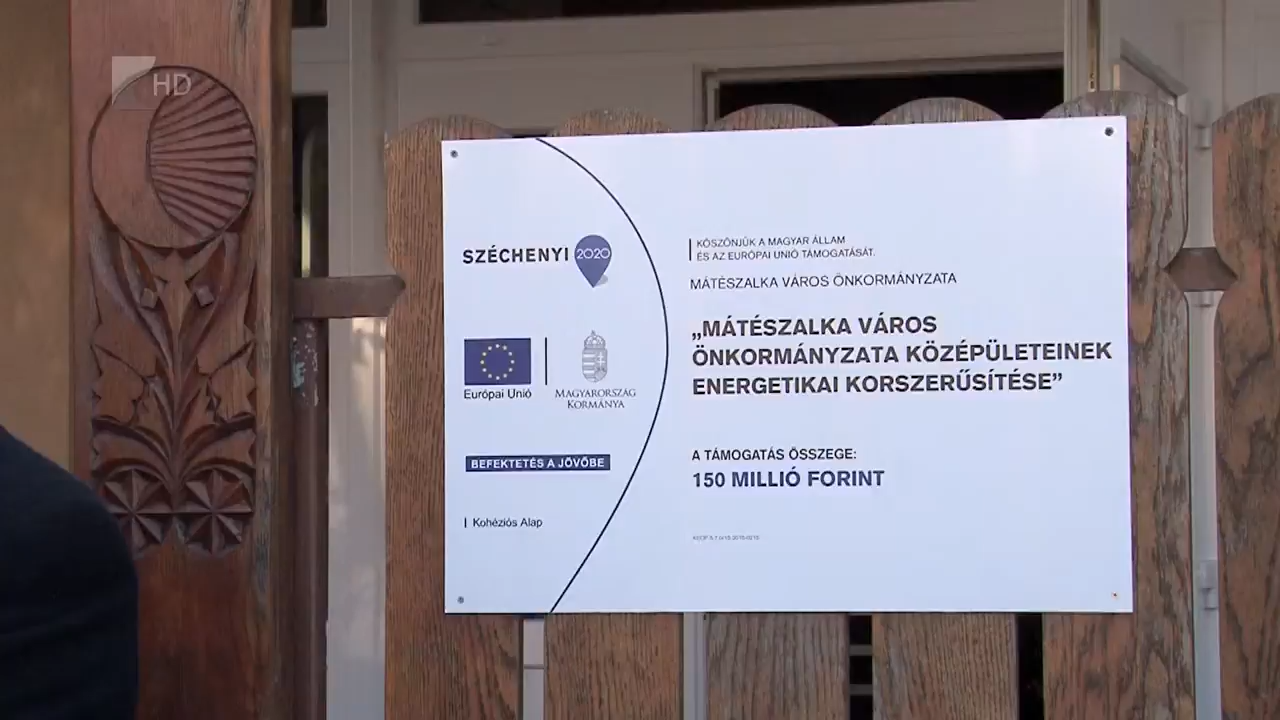 HD
SZÉCHENYI 2020
Európai Unió
MAGYARORSZÁG
KORMÁNYA
BEFEKTETÉS A JÖVŐBE
Kohéziós Alap
KÖSZÖNJÜK A MAGYAR ÁLLAM
ÉS AZ EURÓPAI UNIÓ TÁMOGATÁSÁT.
MÁTÉSZALKA VÁROS ÖNKORMÁNYZATA
„MÁTÉSZALKA VÁROS
ÖNKORMÁNYZATA KÖZÉPÜLETEINEK
ENERGETIKAI KORSZERŰSÍTÉSE”
A TÁMOGATÁS ÖSSZEGE:
150 MILLIÓ FORINT